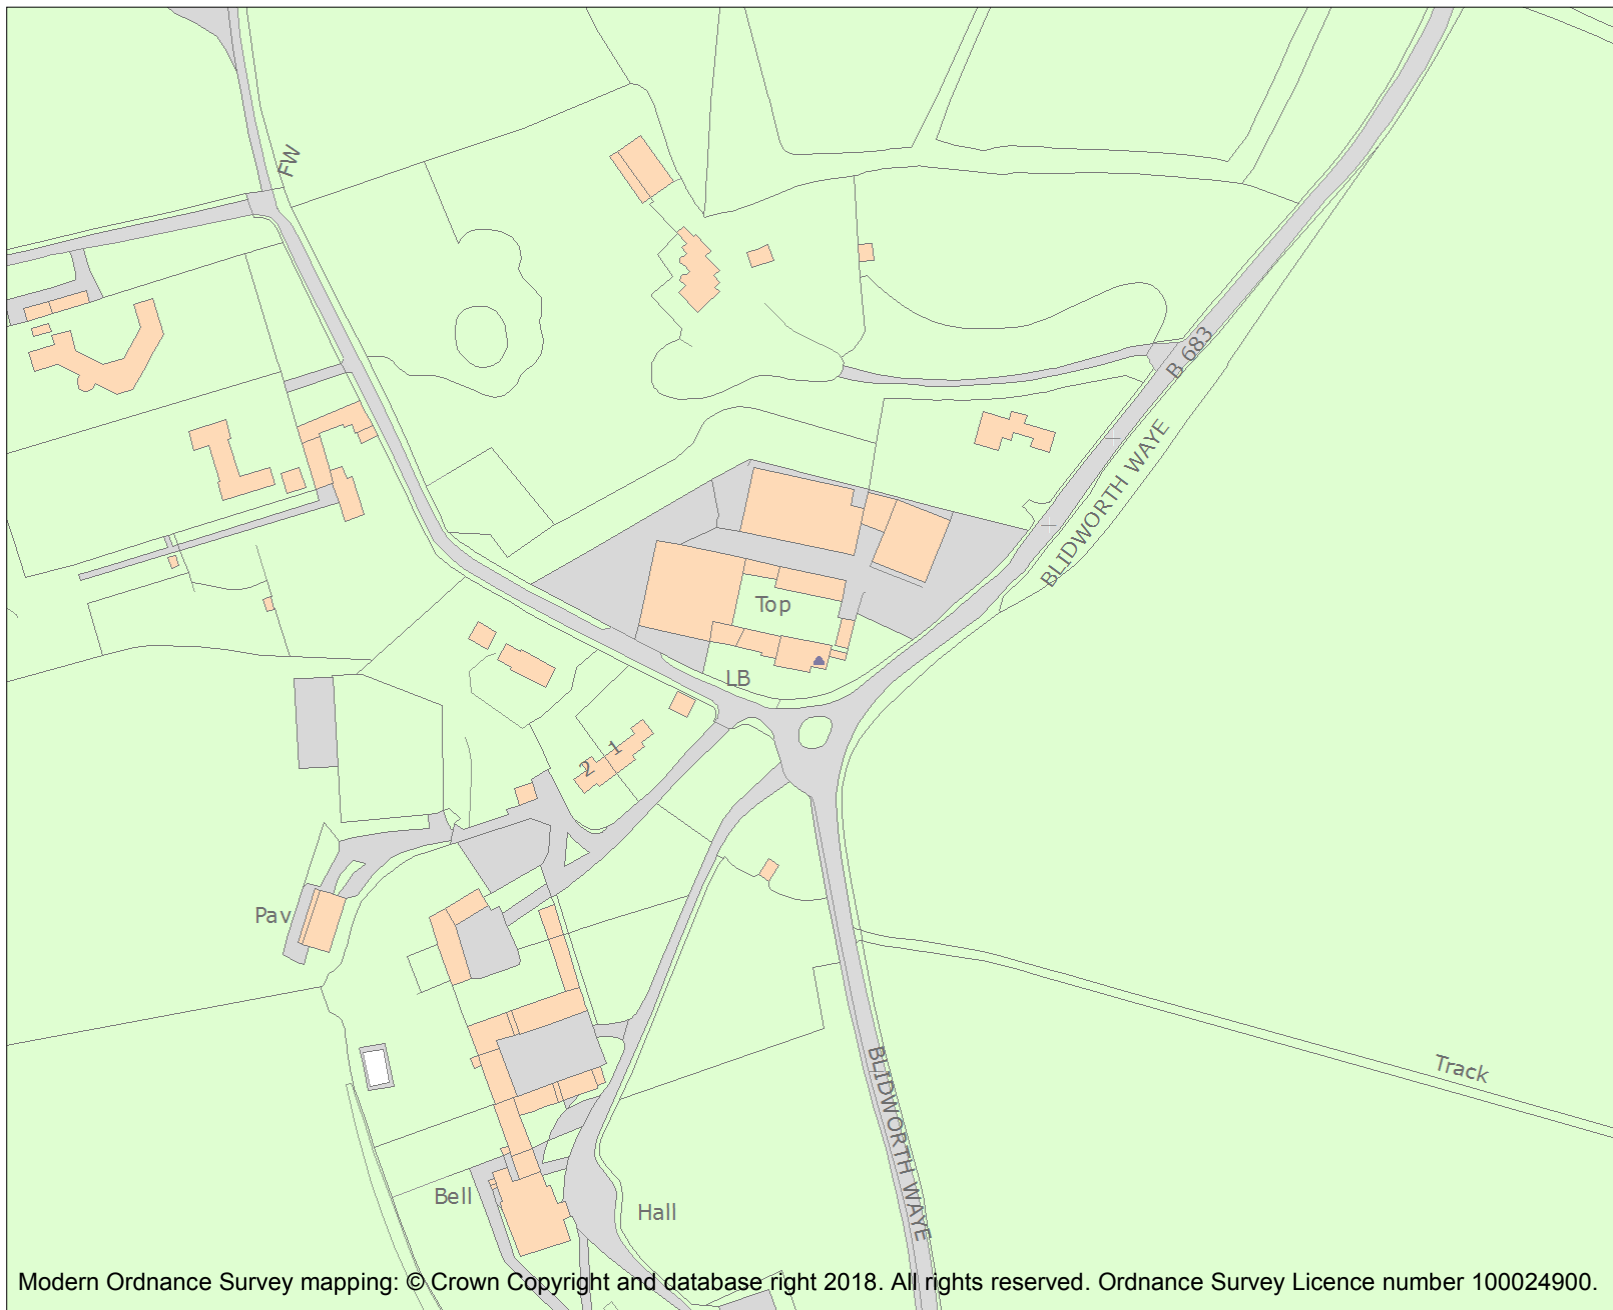 FW
B 683
BLIDWORTH WAYE
Top
LB
1
2
Pav
BLIDWORTH WAYE
Track
Bell
Hall
Modern Ordnance Survey mapping: © Crown Copyright and database right 2018. All rights reserved. Ordnance Survey Licence number 100024900.